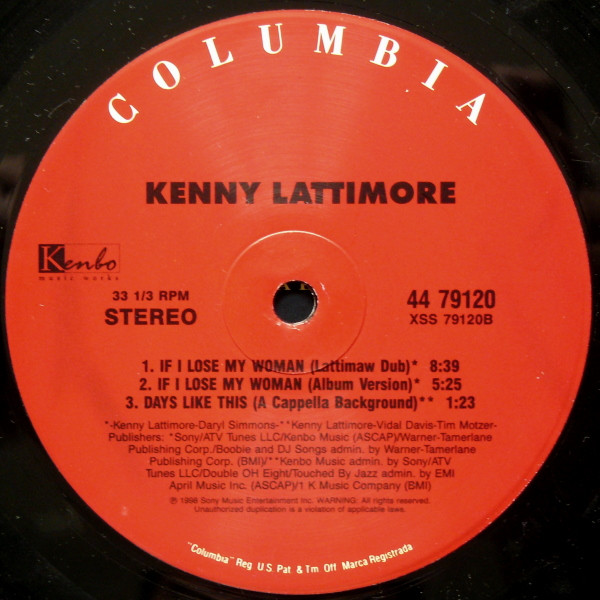 COLUMBIA
KENNY LATTIMORE
Kenbo
music works
33 1/3 RPM
STEREO
44 79120
XSS 79120B
1. IF I LOSE MY WOMAN (Lattimaw Dub)* 8:39
2. IF I LOSE MY WOMAN (Album Version)* 5:25
3. DAYS LIKE THIS (A Cappella Background)** 1:23
*-Kenny Lattimore-Daryl Simmons-**Kenny Lattimore-Vidal Davis-Tim Motzer-
Publishers: *Sony/ATV Tunes LLC/Kenbo Music (ASCAP)/Warner-Tamerlane
Publishing Corp./Boobie and DJ Songs admin. by Warner-Tamerlane
Publishing Corp. (BMI)/**Kenbo Music admin. by Sony/ATV
Tunes LLC/Double OH Eight/Touched By Jazz admin. by EMI
April Music Inc. (ASCAP)/1 K Music Company (BMI)
℗ 1998 Sony Music Entertainment Inc. WARNING: All rights reserved.
Unauthorized duplication is a violation of applicable laws.
"Columbia" Reg U S Pat & Tm Off Marca Registrada